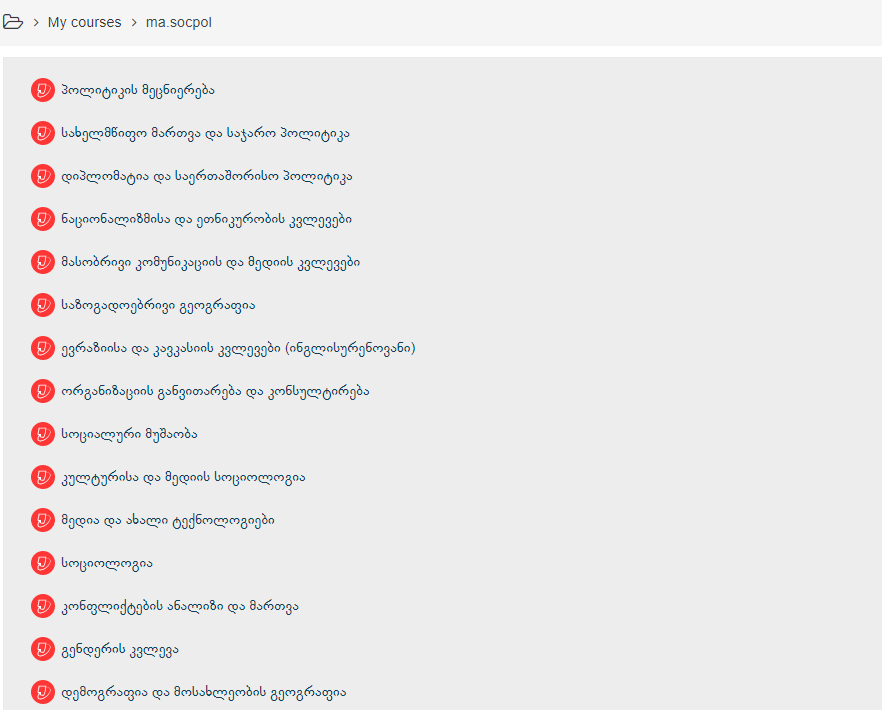 My courses > ma.socpol
პოლიტიკის მეცნიერება
სახელმწიფო მართვა და საჯარო პოლიტიკა
დიპლომატია და საერთაშორისო პოლიტიკა
ნაციონალიზმისა და ეთნიკურობის კვლევები
მასობრივი კომუნიკაციის და მედიის კვლევები
საზოგადოებრივი გეოგრაფია
ევრაზიისა და კავკასიის კვლევები (ინგლისურენოვანი)
ორგანიზაციის განვითარება და კონსულტირება
სოციალური მუშაობა
კულტურისა და მედიის სოციოლოგია
მედია და ახალი ტექნოლოგიები
სოციოლოგია
კონფლიქტების ანალიზი და მართვა
გენდერის კვლევა
დემოგრაფია და მოსახლეობის გეოგრაფია